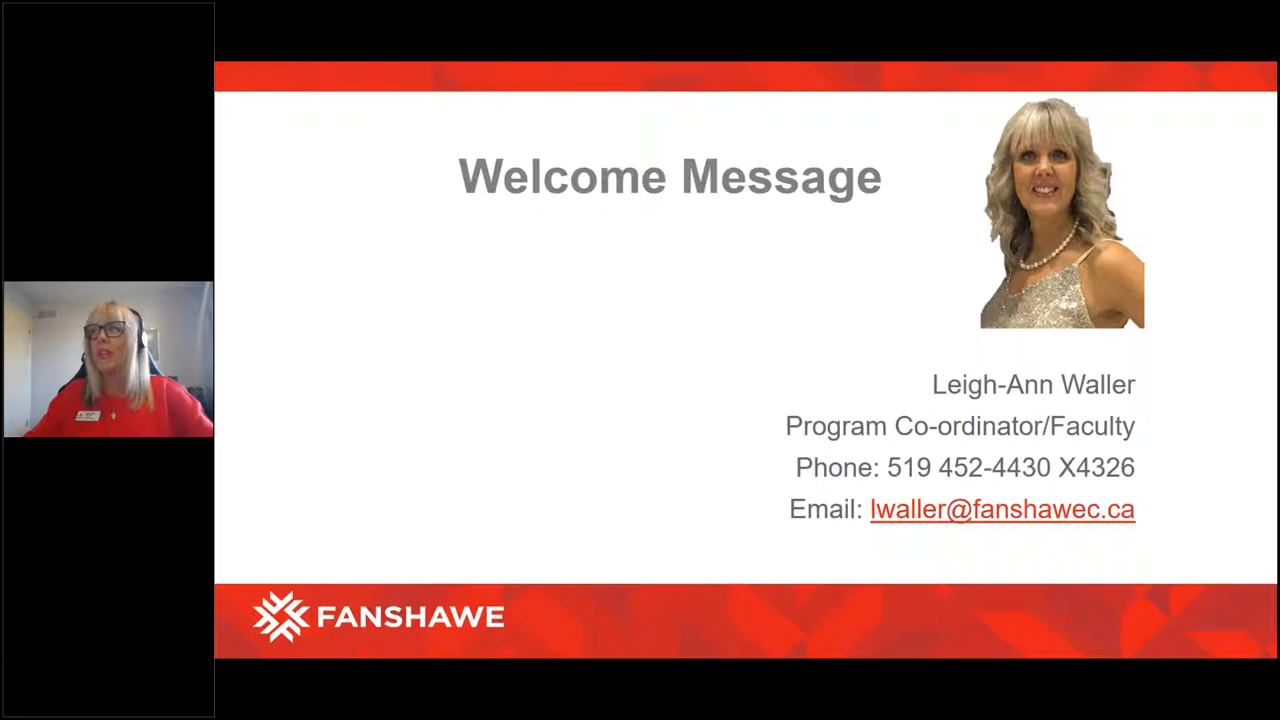 Welcome Message
Leigh-Ann Waller
Program Co-ordinator/Faculty
Phone: 519 452-4430 X4326
Email: lwaller@fanshawec.ca
FANSHAWE